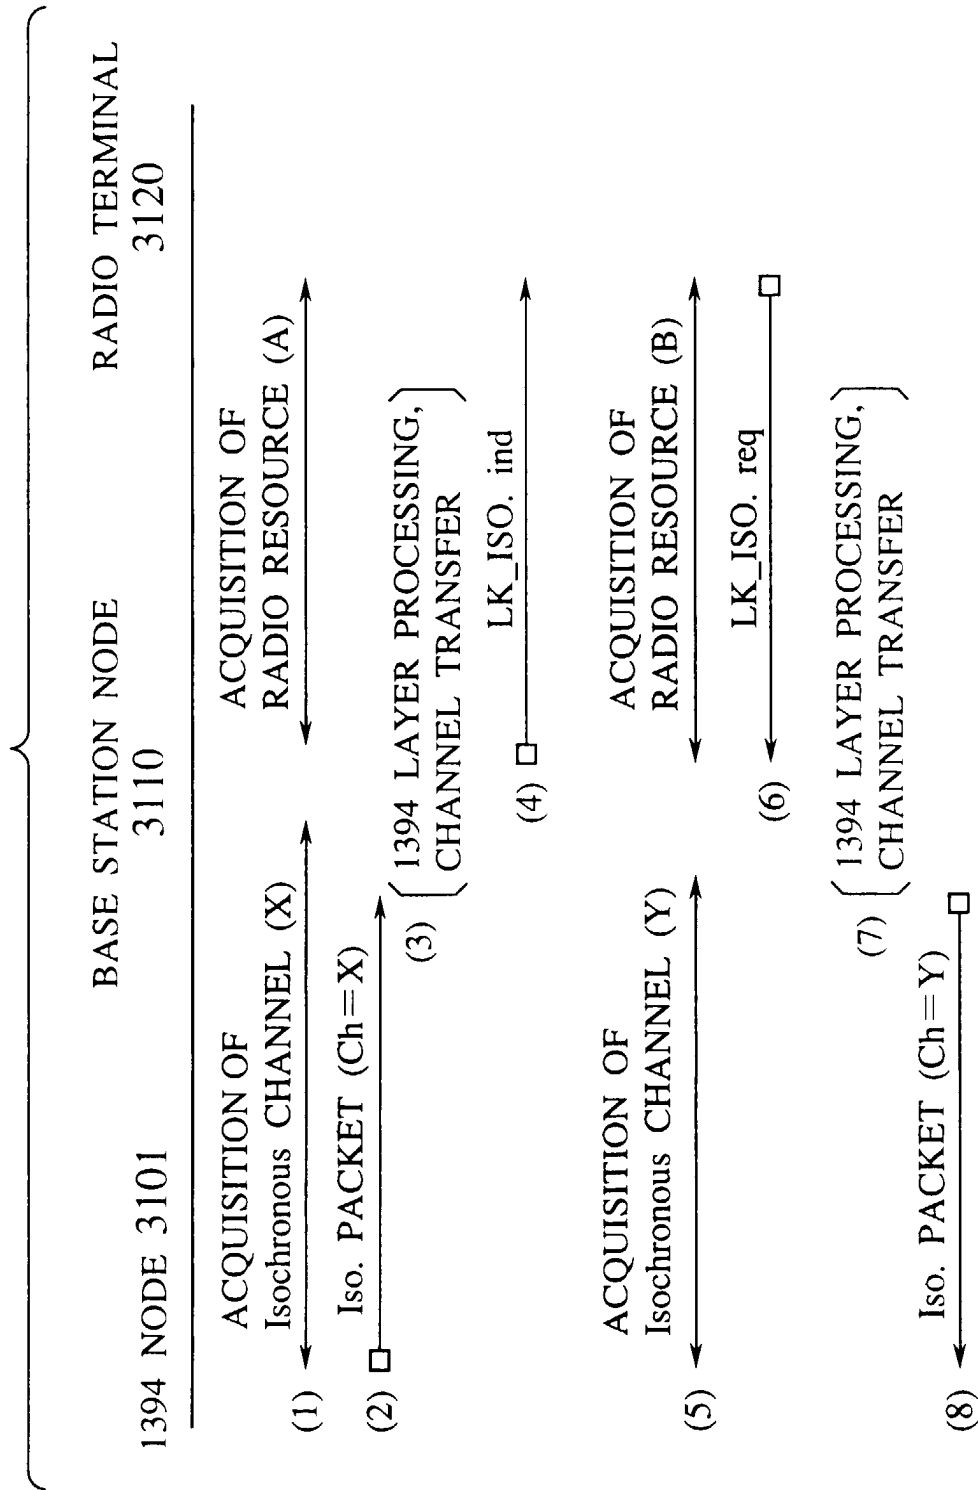 1394 NODE 3101
BASE STATION NODE
3110
RADIO TERMINAL
3120
(1)
ACQUISITION OF
Isochronous CHANNEL (X)
ACQUISITION OF
RADIO RESOURCE (A)
(2)
Iso. PACKET (Ch=X)
(3)
1394 LAYER PROCESSING,
CHANNEL TRANSFER
(4)
LK_ISO. ind
(5)
ACQUISITION OF
Isochronous CHANNEL (Y)
ACQUISITION OF
RADIO RESOURCE (B)
(6)
LK_ISO. req
(7)
1394 LAYER PROCESSING,
CHANNEL TRANSFER
(8)
Iso. PACKET (Ch=Y)